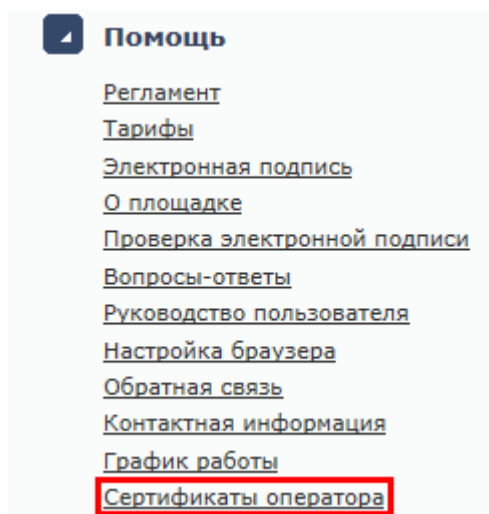 Помощь
Регламент
Тарифы
Электронная подпись
О площадке
Проверка электронной подписи
Вопросы-ответы
Руководство пользователя
Настройка браузера
Обратная связь
Контактная информация
График работы
Сертификаты оператора